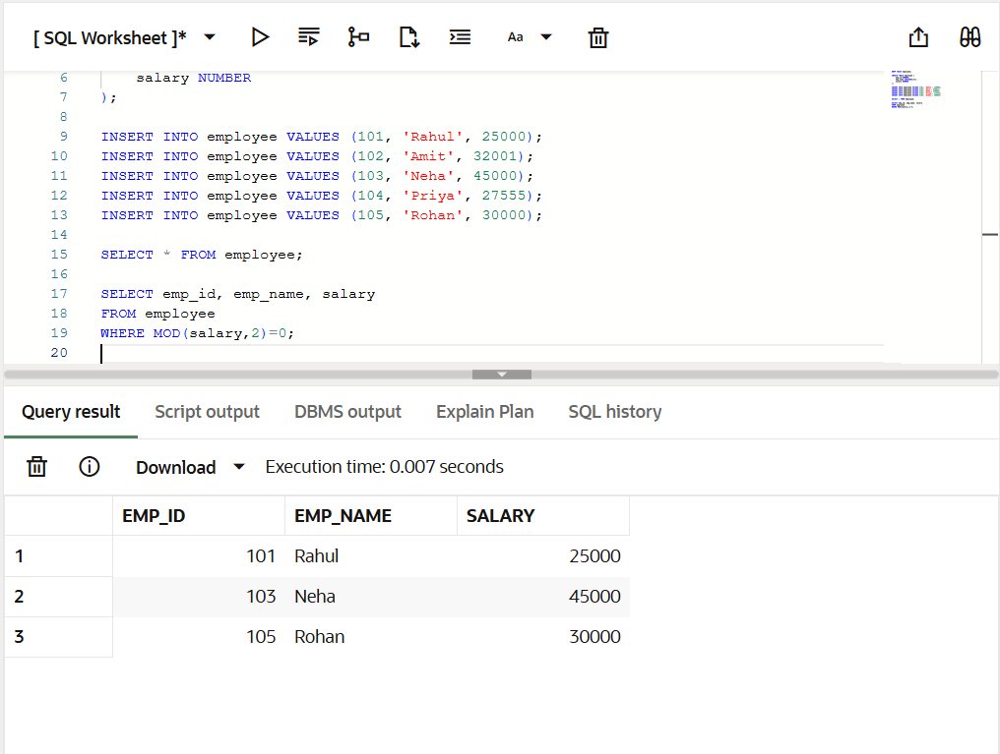 [ SQL Worksheet ]* Aa
6 salary NUMBER
7 );
8
9 INSERT INTO employee VALUES (101, 'Rahul', 25000);
10 INSERT INTO employee VALUES (102, 'Amit', 32001);
11 INSERT INTO employee VALUES (103, 'Neha', 45000);
12 INSERT INTO employee VALUES (104, 'Priya', 27555);
13 INSERT INTO employee VALUES (105, 'Rohan', 30000);
14
15 SELECT * FROM employee;
16
17 SELECT emp_id, emp_name, salary
18 FROM employee
19 WHERE MOD(salary,2)=0;
20
Query result Script output DBMS output Explain Plan SQL history
Download Execution time: 0.007 seconds
EMP_ID EMP_NAME SALARY
1 101 Rahul 25000
2 103 Neha 45000
3 105 Rohan 30000